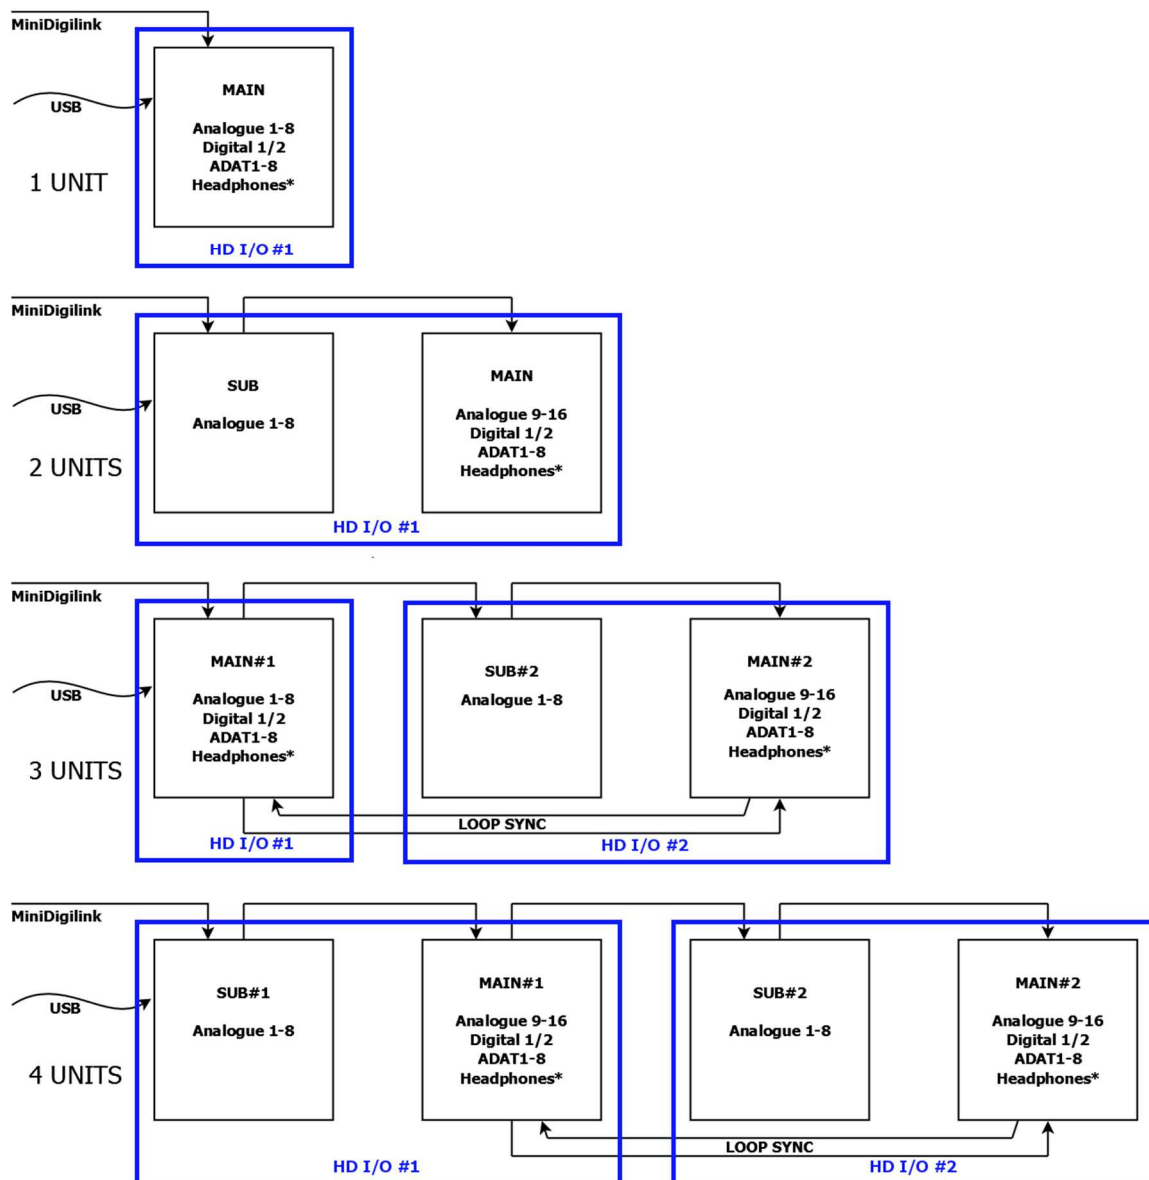 MiniDigilink
USB
1 UNIT
MAIN
Analogue 1-8
Digital 1/2
ADAT1-8
Headphones*
HD I/O #1
MiniDigilink
USB
2 UNITS
SUB
Analogue 1-8
MAIN
Analogue 9-16
Digital 1/2
ADAT1-8
Headphones*
HD I/O #1
MiniDigilink
USB
3 UNITS
MAIN#1
Analogue 1-8
Digital 1/2
ADAT1-8
Headphones*
HD I/O #1
SUB#2
Analogue 1-8
MAIN#2
Analogue 9-16
Digital 1/2
ADAT1-8
Headphones*
LOOP SYNC
HD I/O #2
MiniDigilink
USB
4 UNITS
SUB#1
Analogue 1-8
MAIN#1
Analogue 9-16
Digital 1/2
ADAT1-8
Headphones*
HD I/O #1
SUB#2
Analogue 1-8
MAIN#2
Analogue 9-16
Digital 1/2
ADAT1-8
Headphones*
LOOP SYNC
HD I/O #2